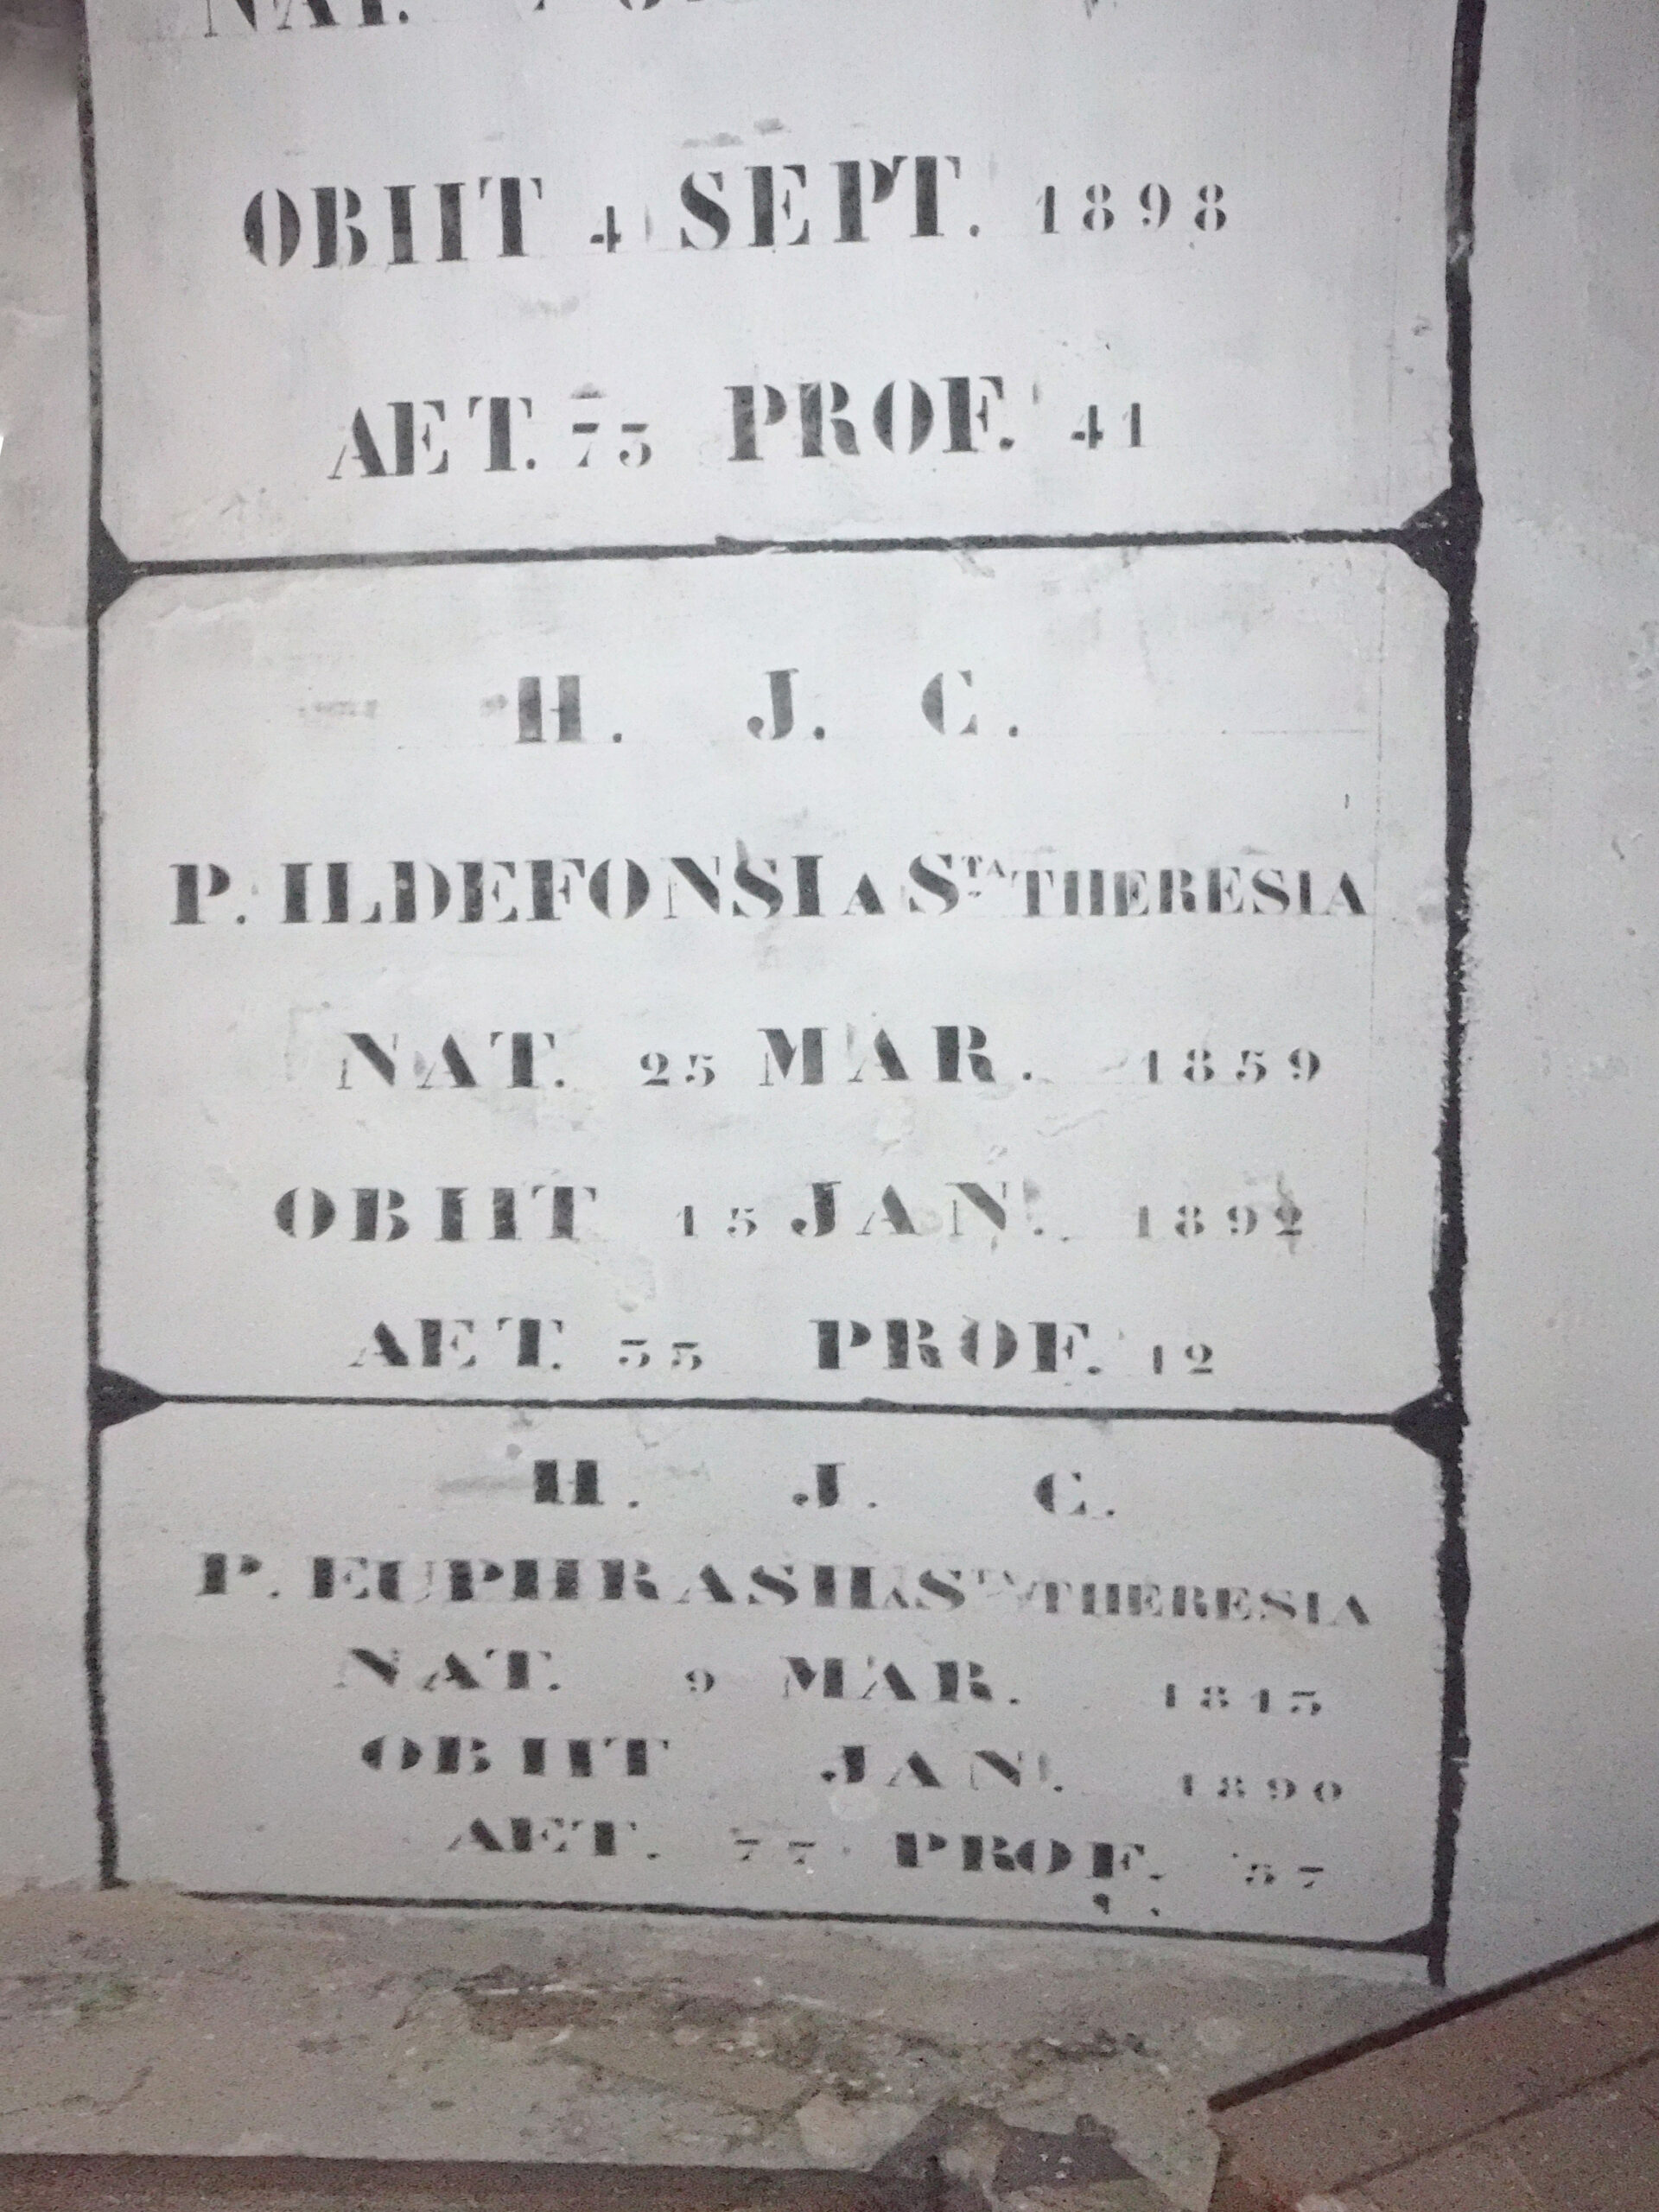 NAT.
OBIIT 4 SEPT. 1898
AET. 73 PROF. 41
H. J. C.
P. ILDEFONSI A STA THERESIA
NAT. 25 MAR. 1859
OBIIT 15 JAN. 1892
AET. 33 PROF. 12
H. J. C.
P. EUPHRASII A STA THERESIA
NAT. 9 MAR. 1813
OBIIT JAN. 1890
AET. 77 PROF. 57